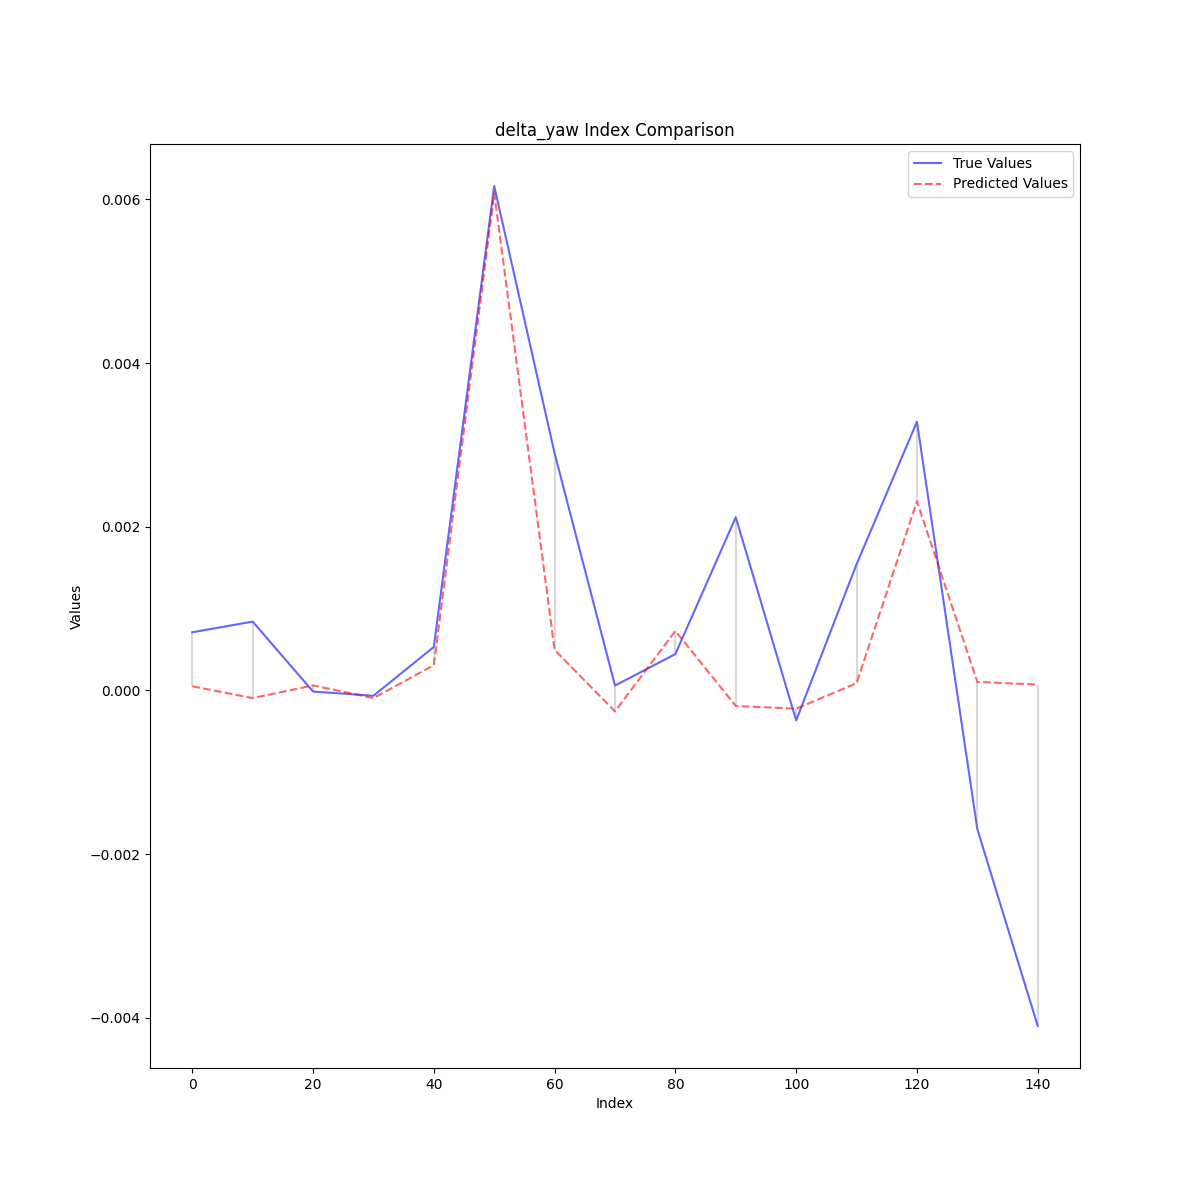 delta_yaw Index Comparison
True Values
Predicted Values
0.006
0.004
0.002
0.000
−0.002
−0.004
Values
0 20 40 60 80 100 120 140
Index